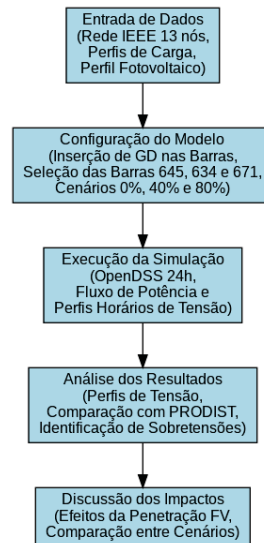 Entrada de Dados
(Rede IEEE 13 nós,
Perfis de Carga,
Perfil Fotovoltaico)
Configuração do Modelo
(Inserção de GD nas Barras,
Seleção das Barras 645, 634 e 671,
Cenários 0%, 40% e 80%)
Execução da Simulação
(OpenDSS 24h,
Fluxo de Potência e
Perfis Horários de Tensão)
Análise dos Resultados
(Perfis de Tensão,
Comparação com PRODIST,
Identificação de Sobretensões)
Discussão dos Impactos
(Efeitos da Penetração FV,
Comparação entre Cenários)